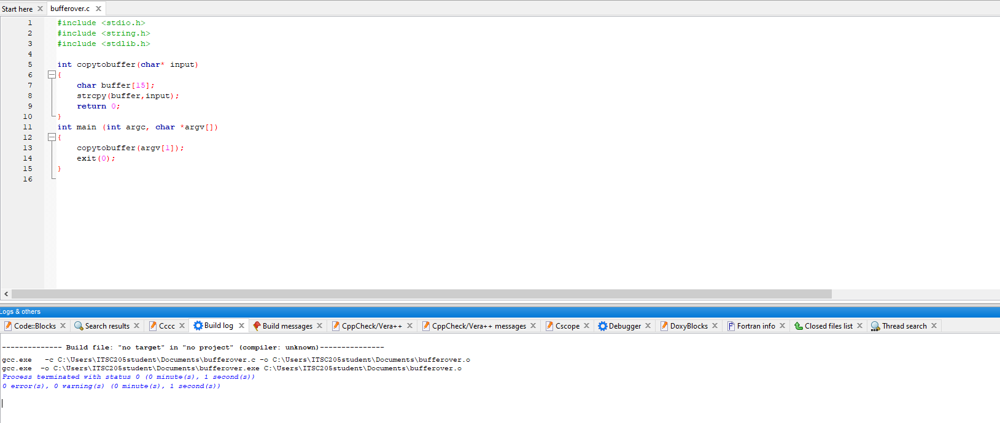 Start here X bufferover.c X
1 #include <stdio.h>
2 #include <string.h>
3 #include <stdlib.h>
4
5 int copytobuffer(char* input)
6 {
7 char buffer[15];
8 strcpy(buffer,input);
9 return 0;
10 }
11 int main (int argc, char *argv[])
12 {
13 copytobuffer(argv[1]);
14 exit(0);
15 }
16
Logs & others
Code::Blocks X Search results X Cccc X Build log X Build messages X CppCheck/Vera++ X CppCheck/Vera++ messages X Cscope X Debugger X DoxyBlocks X F Fortran info X Closed files list X Thread search X
-------------- Build file: "no target" in "no project" (compiler: unknown)---------------
gcc.exe -c C:\Users\ITSC205student\Documents\bufferover.c -o C:\Users\ITSC205student\Documents\bufferover.o
gcc.exe -o C:\Users\ITSC205student\Documents\bufferover.exe C:\Users\ITSC205student\Documents\bufferover.o
Process terminated with status 0 (0 minute(s), 1 second(s))
0 error(s), 0 warning(s) (0 minute(s), 1 second(s))